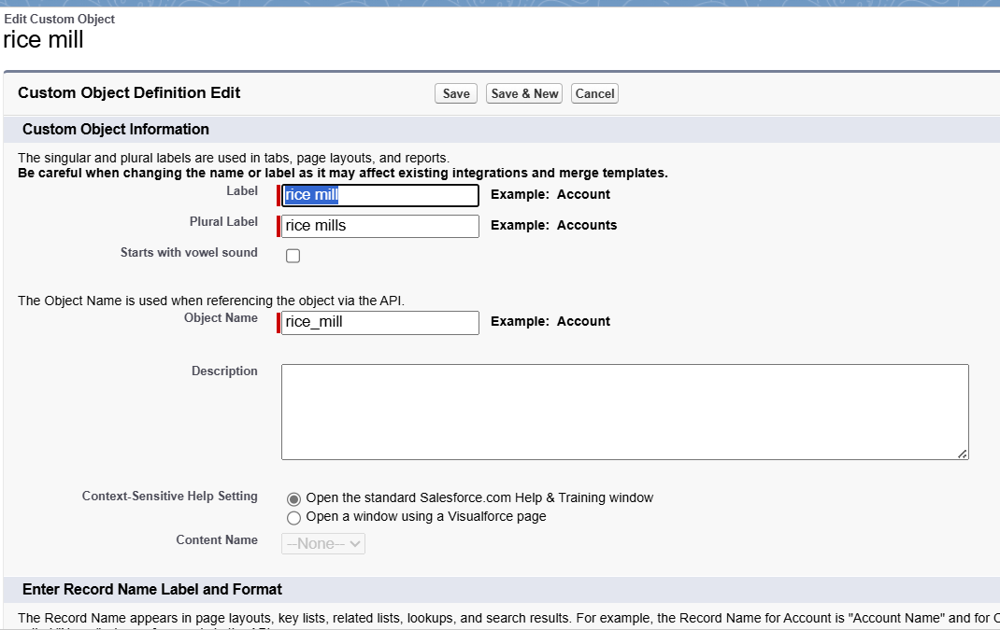 Edit Custom Object
rice mill
Custom Object Definition Edit Save Save & New Cancel
Custom Object Information
The singular and plural labels are used in tabs, page layouts, and reports.
Be careful when changing the name or label as it may affect existing integrations and merge templates.
Label rice mill Example: Account
Plural Label rice mills Example: Accounts
Starts with vowel sound
The Object Name is used when referencing the object via the API.
Object Name rice_mill Example: Account
Description
Context-Sensitive Help Setting Open the standard Salesforce.com Help & Training window
Open a window using a Visualforce page
Content Name --None--
Enter Record Name Label and Format
The Record Name appears in page layouts, key lists, related lists, lookups, and search results. For example, the Record Name for Account is "Account Name" and for